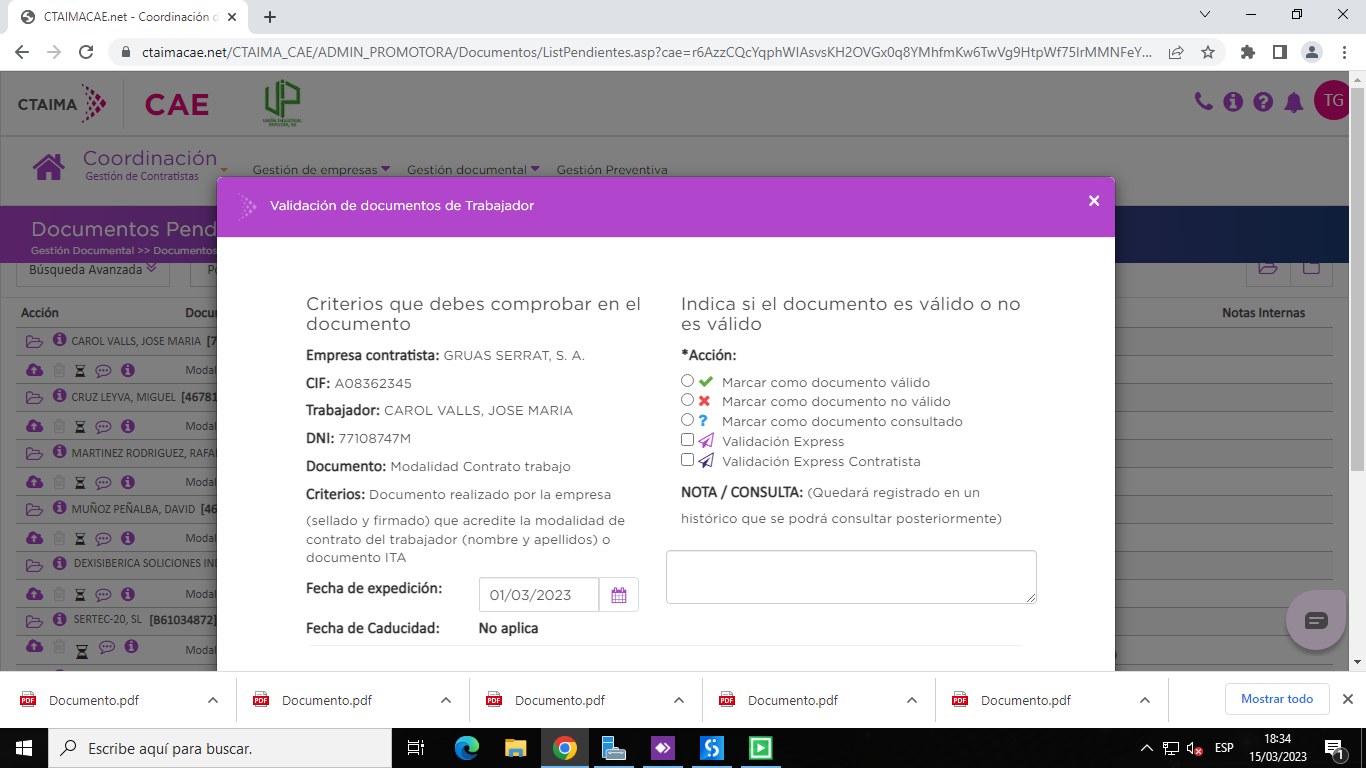 CTAIMACAE.net - Coordinación d
ctaimacae.net/CTAIMA_CAE/ADMIN_PROMOTORA/Documentos/ListPendientes.asp?cae=r6AzzCQcYqphWIAsvsKH2OVGx0q8YMhfmKw6TwVg9HtpWf75IrMMNFeY...
CTAIMA
CAE
UNIÓN INDUSTRIAL PAPELERA, SA
TG
Coordinación
Gestión de Contratistas
Gestión de empresas
Gestión documental
Gestión Preventiva
Validación de documentos de Trabajador
Documentos Pend
Gestión Documental >> Documentos
Búsqueda Avanzada
Acción
Docu
Notas Internas
CAROL VALLS, JOSE MARIA [7
Modal
CRUZ LEYVA, MIGUEL [46781
Modal
MARTINEZ RODRIGUEZ, RAFA
Modal
MUÑOZ PEÑALBA, DAVID [46
Modal
DEXISIBERICA SOLICIONES IND
Modal
SERTEC-20, SL [B61034872]
Modal
Criterios que debes comprobar en el
documento
Empresa contratista: GRUAS SERRAT, S. A.
CIF: A08362345
Trabajador: CAROL VALLS, JOSE MARIA
DNI: 77108747M
Documento: Modalidad Contrato trabajo
Criterios: Documento realizado por la empresa
(sellado y firmado) que acredite la modalidad de
contrato del trabajador (nombre y apellidos) o
documento ITA
Fecha de expedición:
01/03/2023
Fecha de Caducidad:
No aplica
Indica si el documento es válido o no
es válido
*Acción:
Marcar como documento válido
Marcar como documento no válido
Marcar como documento consultado
Validación Express
Validación Express Contratista
NOTA / CONSULTA: (Quedará registrado en un
histórico que se podrá consultar posteriormente)
Documento.pdf
Documento.pdf
Documento.pdf
Documento.pdf
Documento.pdf
Mostrar todo
Escribe aquí para buscar.
ESP
18:34
15/03/2023
1